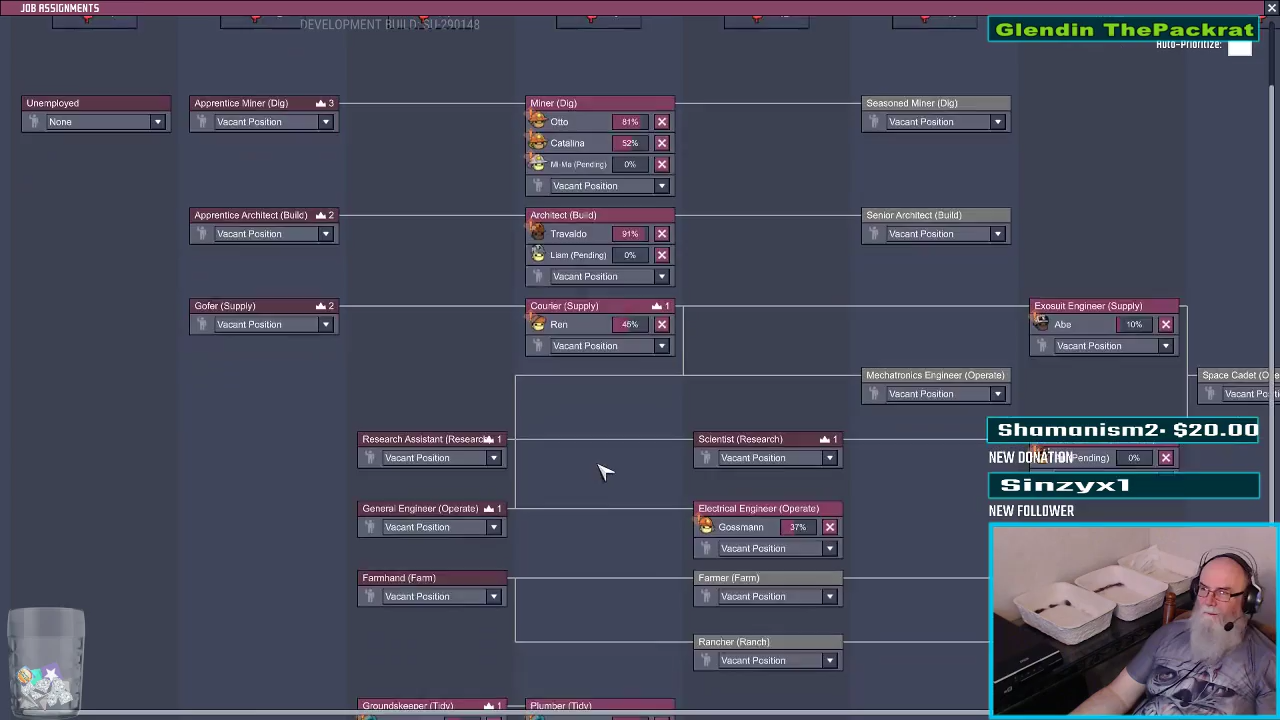 JOB ASSIGNMENTS
DEVELOPMENT BUILD: SU-290148
Glendin ThePackrat
Auto-Prioritize:
Unemployed
None
Apprentice Miner (Dig) 3
Vacant Position
Miner (Dig)
Otto 81%
Catalina 52%
Mi-Ma (Pending) 0%
Vacant Position
Seasoned Miner (Dig)
Vacant Position
Apprentice Architect (Build) 2
Vacant Position
Architect (Build)
Travaldo 91%
Liam (Pending) 0%
Vacant Position
Senior Architect (Build)
Vacant Position
Gofer (Supply) 2
Vacant Position
Courier (Supply) 1
Ren 45%
Vacant Position
Exosuit Engineer (Supply)
Abe 10%
Vacant Position
Mechatronics Engineer (Operate)
Vacant Position
Space Cadet (Ope
Vacant Posit
Research Assistant (Research 1
Vacant Position
Scientist (Research) 1
Vacant Position
Shamanism2· $20.00
NEW DONATION
Pending) 0%
Sinzyx1
NEW FOLLOWER
General Engineer (Operate) 1
Vacant Position
Electrical Engineer (Operate)
Gossmann 37%
Vacant Position
Farmhand (Farm)
Vacant Position
Farmer (Farm)
Vacant Position
Rancher (Ranch)
Vacant Position
Groundskeeper (Tidy) 1
Plumber (Tidy)